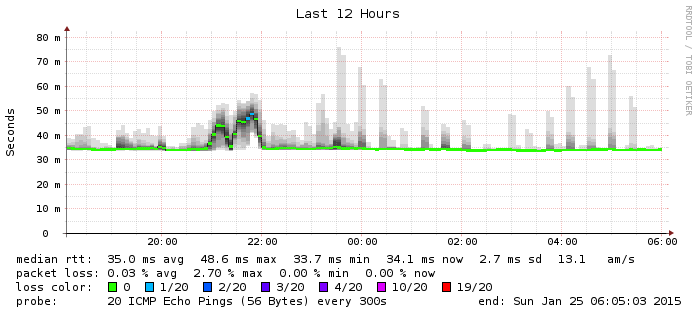 Last 12 Hours
RRDTOOL / TOBI OETIKER
Seconds
80 m
70 m
60 m
50 m
40 m
30 m
20 m
10 m
0
20:00 22:00 00:00 02:00 04:00 06:00
median rtt: 35.0 ms avg 48.6 ms max 33.7 ms min 34.1 ms now 2.7 ms sd 13.1 am/s
packet loss: 0.03 % avg 2.70 % max 0.00 % min 0.00 % now
loss color: 0 1/20 2/20 3/20 4/20 10/20 19/20
probe: 20 ICMP Echo Pings (56 Bytes) every 300s end: Sun Jan 25 06:05:03 2015